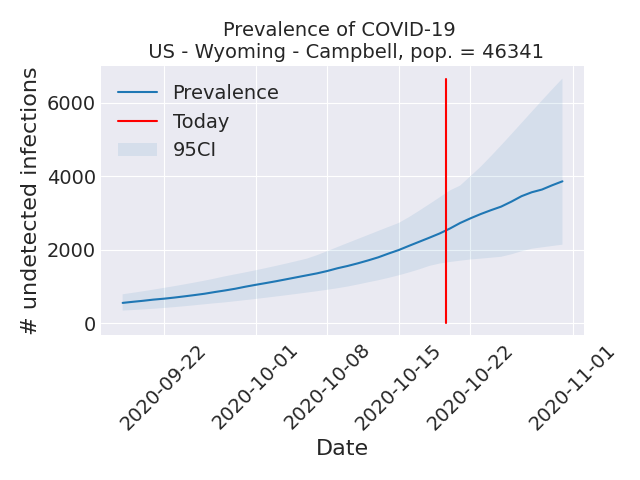 Prevalence of COVID-19
US - Wyoming - Campbell, pop. = 46341
Prevalence
Today
95CI
# undetected infections
6000
4000
2000
0
2020-09-22
2020-10-01
2020-10-08
2020-10-15
2020-10-22
2020-11-01
Date